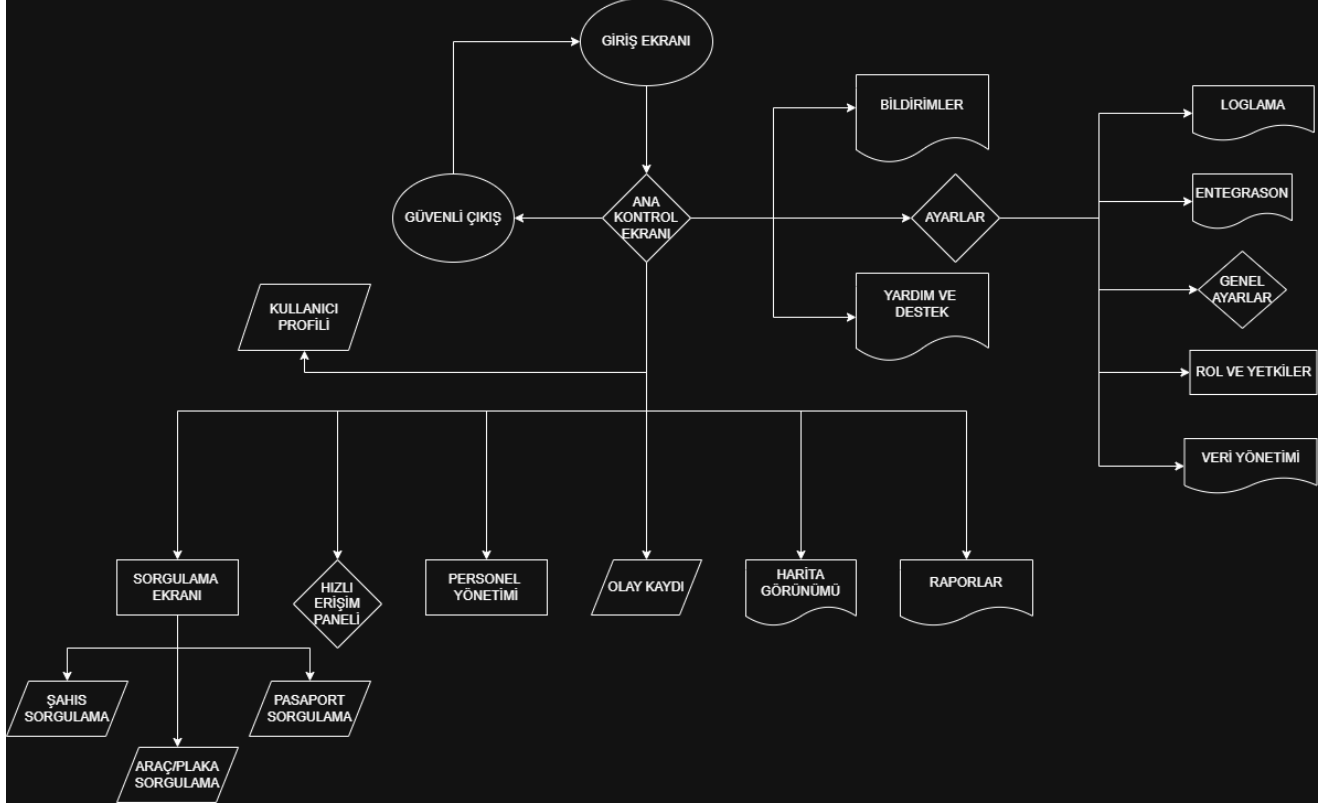 GİRİŞ EKRANI
BİLDİRİMLER
LOGLAMA
GÜVENLİ ÇIKIŞ
ANA
KONTROL
EKRANI
AYARLAR
ENTEGRASON
KULLANICI
PROFİLİ
YARDIM VE
DESTEK
GENEL
AYARLAR
ROL VE YETKİLER
VERİ YÖNETİMİ
SORGULAMA
EKRANI
HIZLI
ERİŞİM
PANELİ
PERSONEL
YÖNETİMİ
OLAY KAYDI
HARİTA
GÖRÜNÜMÜ
RAPORLAR
ŞAHIS
SORGULAMA
PASAPORT
SORGULAMA
ARAÇ/PLAKA
SORGULAMA